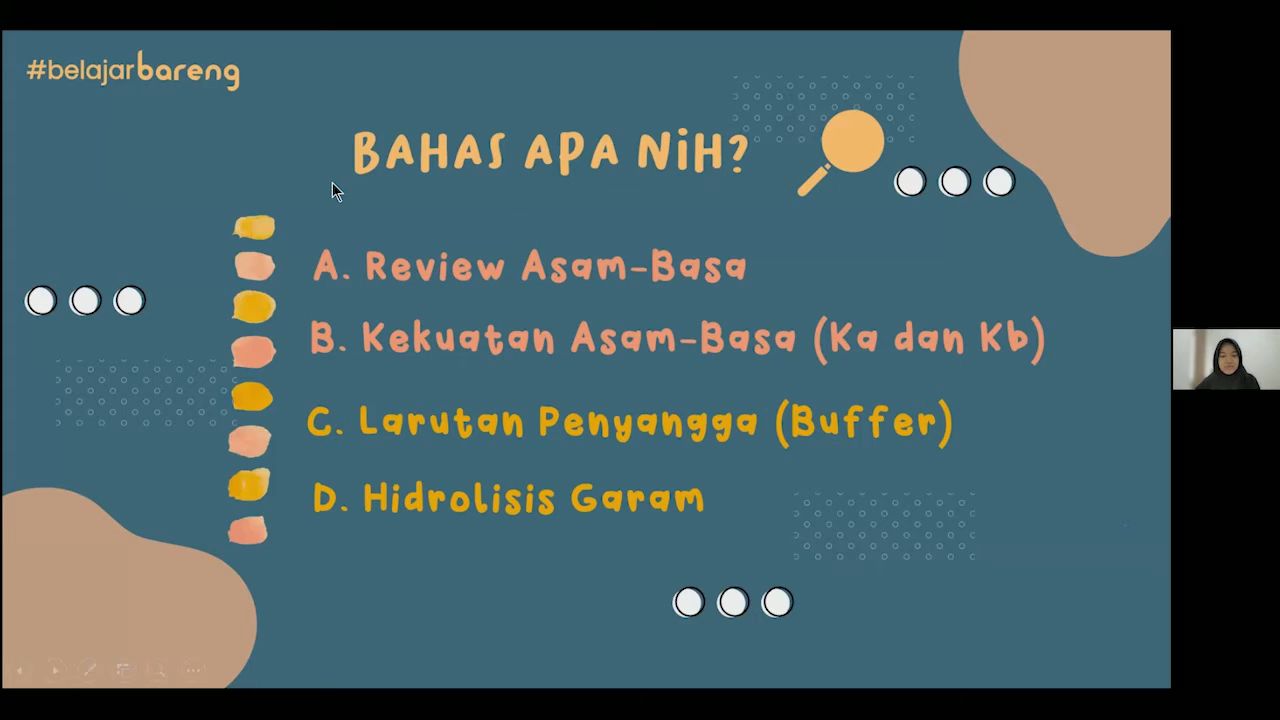 #belajarbareng
BAHAS APA NiH?
A. Review Asam-Basa
B. Kekuatan Asam-Basa (Ka dan Kb)
C. Larutan Penyangga (Buffer)
D. Hidrolisis Garam